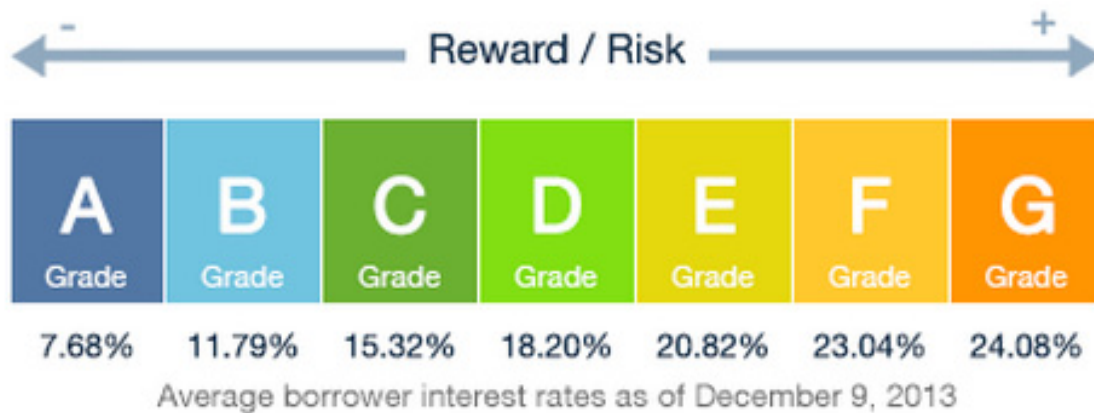 - +
Reward / Risk
A B C D E F G
Grade Grade Grade Grade Grade Grade Grade
7.68% 11.79% 15.32% 18.20% 20.82% 23.04% 24.08%
Average borrower interest rates as of December 9, 2013